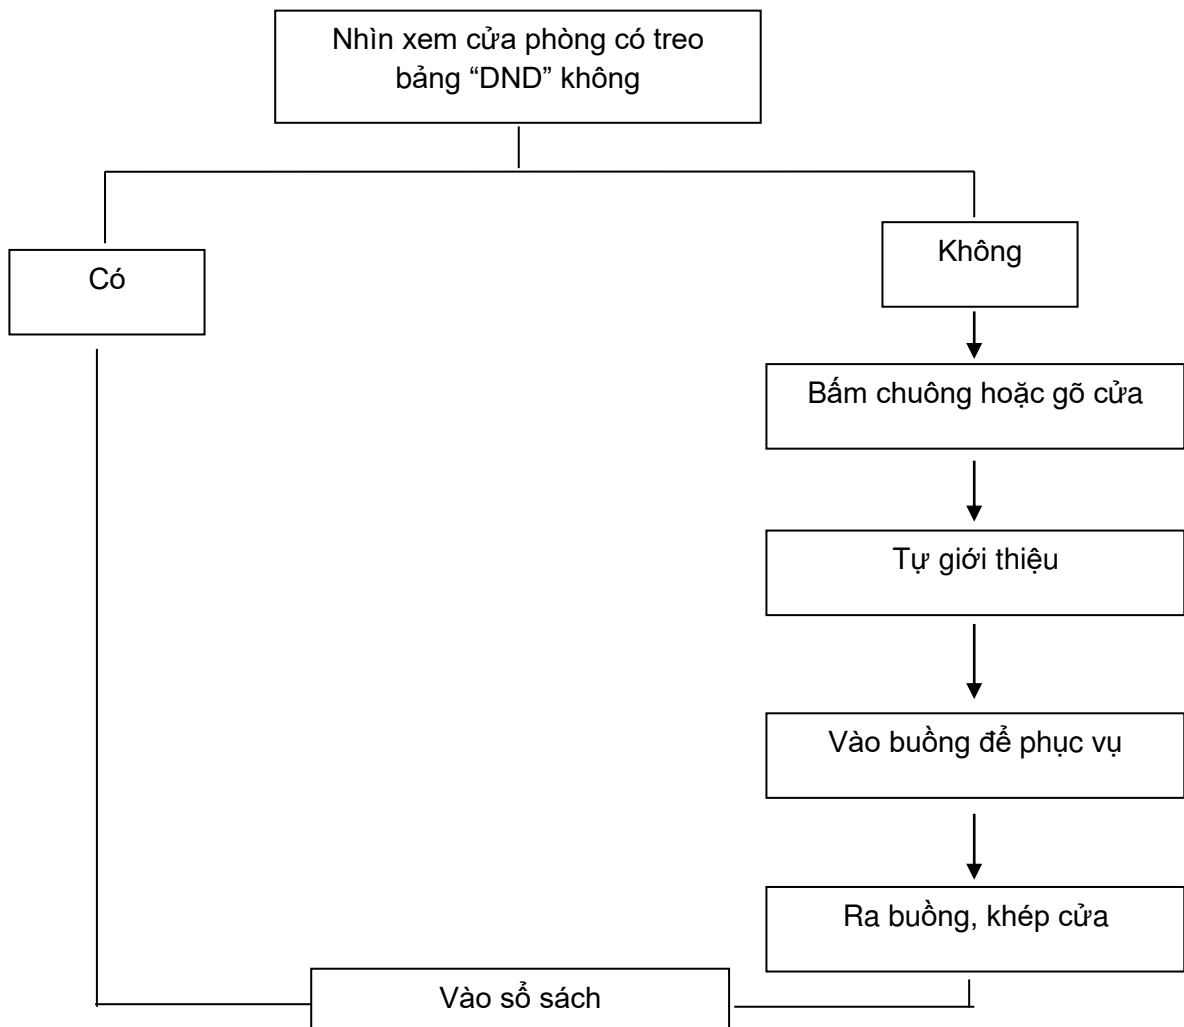 Nhìn xem cửa phòng có treo
bảng “DND” không
Có
Không
Bấm chuông hoặc gõ cửa
Tự giới thiệu
Vào buồng để phục vụ
Ra buồng, khép cửa
Vào sổ sách